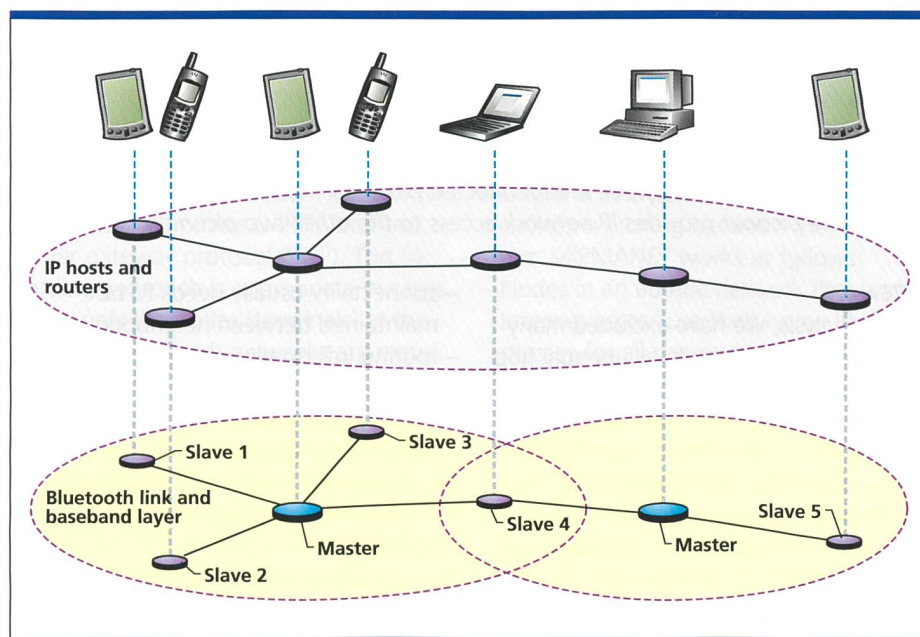 IP hosts and
routers
Slave 1
Slave 3
Bluetooth link and
baseband layer
Slave 4
Slave 5
Master
Master
Slave 2